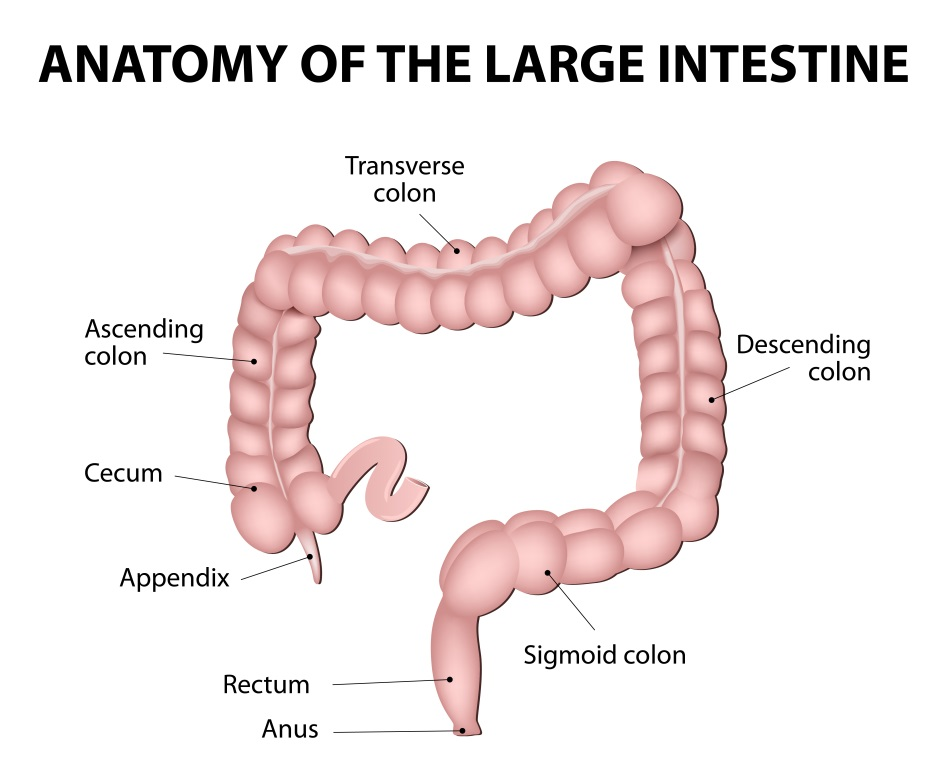 ANATOMY OF THE LARGE INTESTINE
Transverse
colon
Ascending
colon
Descending
colon
Cecum
Appendix
Sigmoid colon
Rectum
Anus